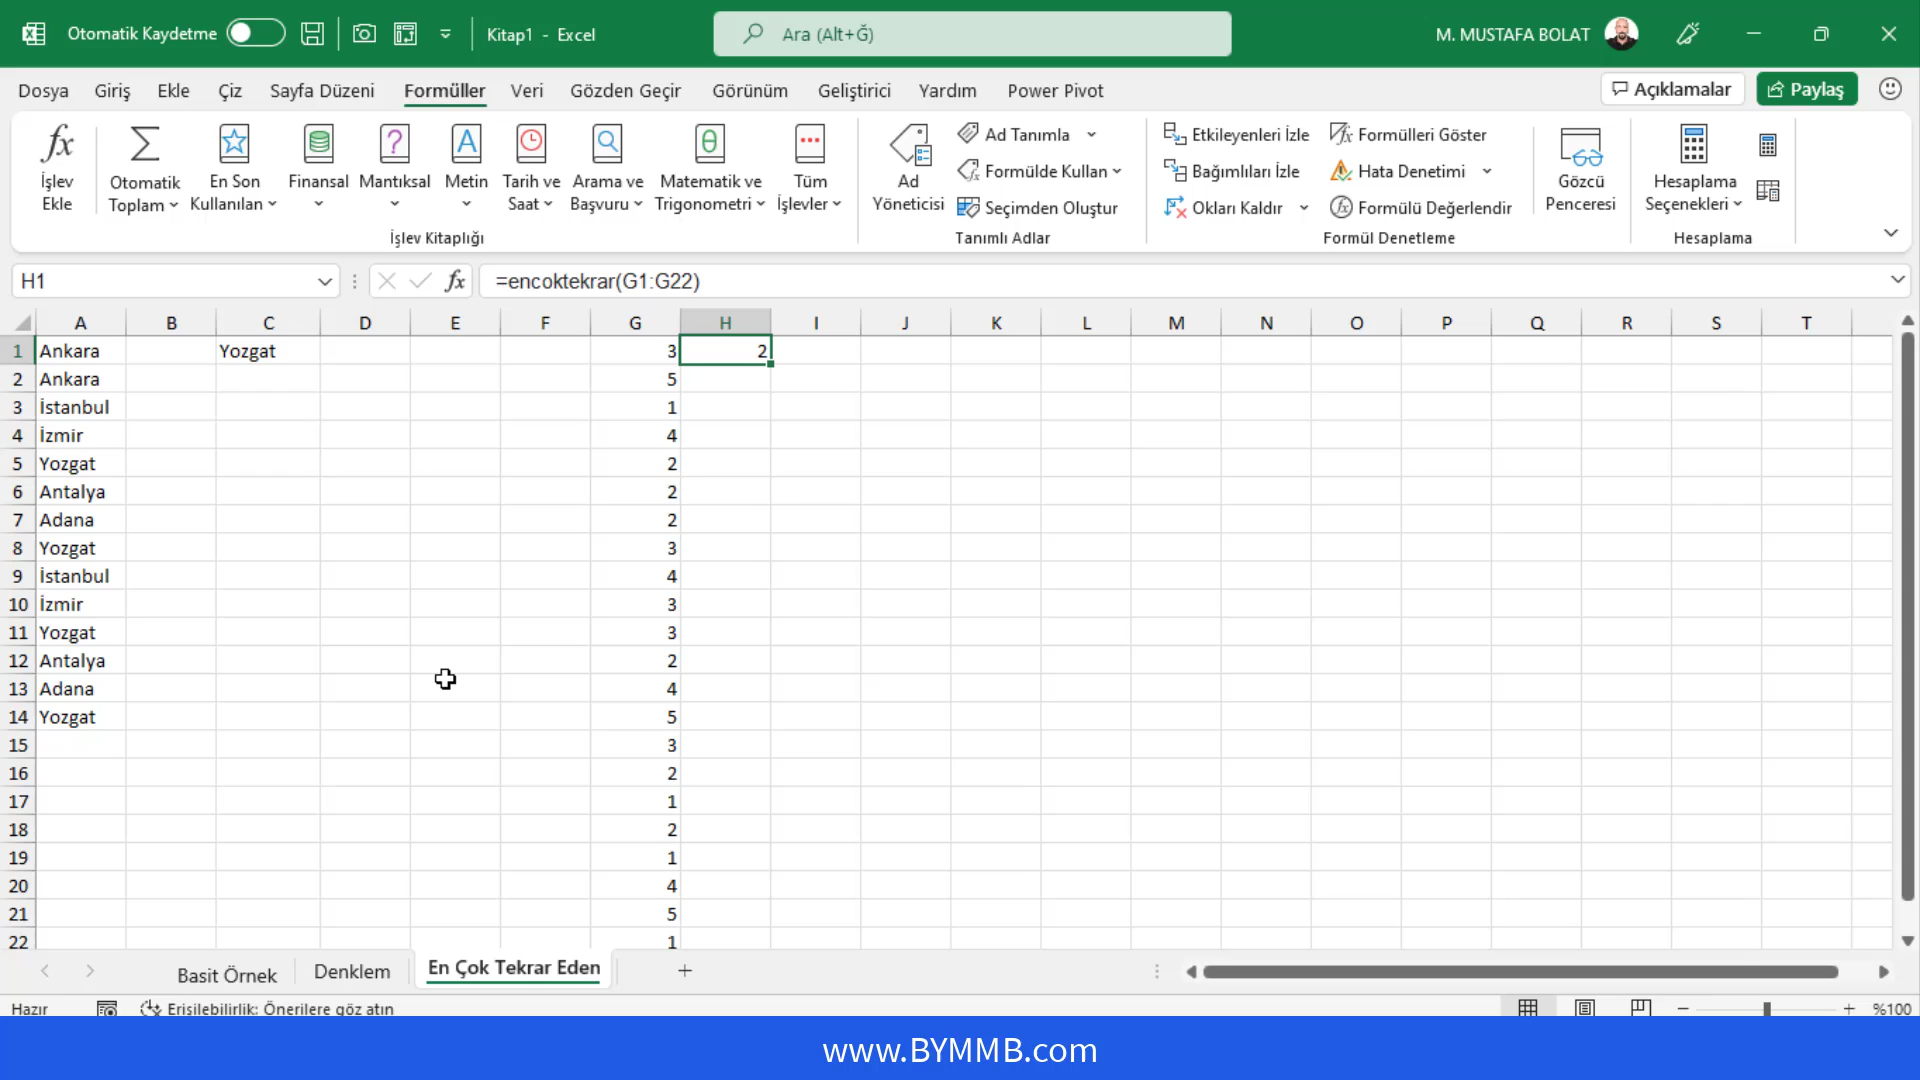 Otomatik Kaydetme
Kitap1 - Excel
Ara (Alt+Ğ)
M. MUSTAFA BOLAT
Dosya Giriş Ekle Çiz Sayfa Düzeni Formüller Veri Gözden Geçir Görünüm Geliştirici Yardım Power Pivot
Açıklamalar Paylaş
İşlev Ekle
Otomatik Toplam
En Son Kullanılan
Finansal
Mantıksal
Metin
Tarih ve Saat
Arama ve Başvuru
Matematik ve Trigonometri
Tüm İşlevler
İşlev Kitaplığı
Ad Yöneticisi
Ad Tanımla
Formülde Kullan
Seçimden Oluştur
Tanımlı Adlar
Etkileyenleri İzle
Bağımlıları İzle
Okları Kaldır
Formülleri Göster
Hata Denetimi
Formülü Değerlendir
Formül Denetleme
Gözcü Penceresi
Hesaplama Seçenekleri
Hesaplama
H1 fx =encoktekrar(G1:G22)
A B C D E F G H I J K L M N O P Q R S T
1 Ankara Yozgat 3 2
2 Ankara 5
3 İstanbul 1
4 İzmir 4
5 Yozgat 2
6 Antalya 2
7 Adana 2
8 Yozgat 3
9 İstanbul 4
10 İzmir 3
11 Yozgat 3
12 Antalya 2
13 Adana 4
14 Yozgat 5
15 3
16 2
17 1
18 2
19 1
20 4
21 5
22 1
Basit Örnek Denklem En Çok Tekrar Eden
Hazır Erişilebilirlik: Önerilere göz atın %100
www.BYMMB.com